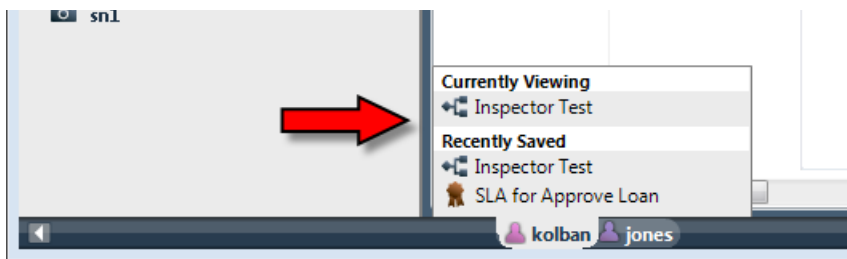 sn1
Currently Viewing
Inspector Test
Recently Saved
Inspector Test
SLA for Approve Loan
kolban jones